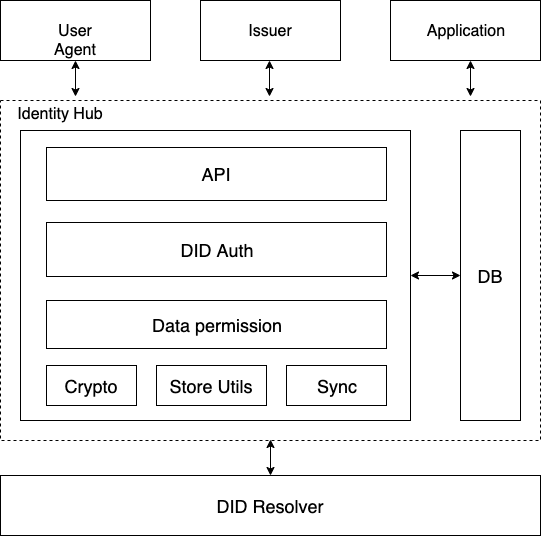 User
Agent
Issuer
Application
Identity Hub
API
DID Auth
DB
Data permission
Crypto
Store Utils
Sync
DID Resolver